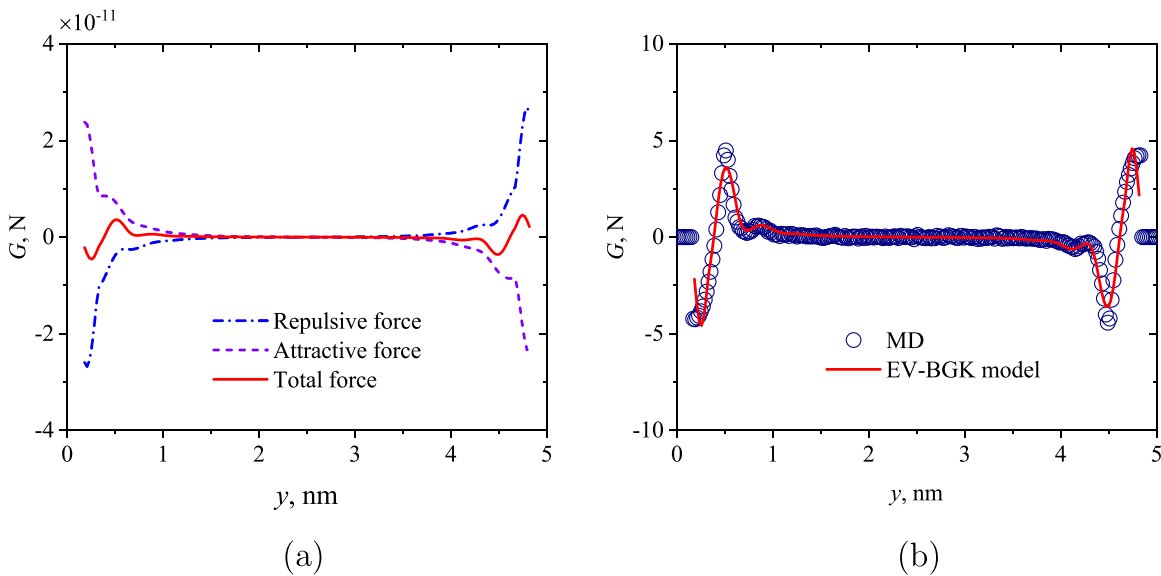 ×10-11
4
2
0
-2
-4
G, N
0 1 2 3 4 5
y, nm
Repulsive force
Attractive force
Total force
(a)
10
5
0
-5
-10
G, N
0 1 2 3 4 5
y, nm
MD
EV-BGK model
(b)